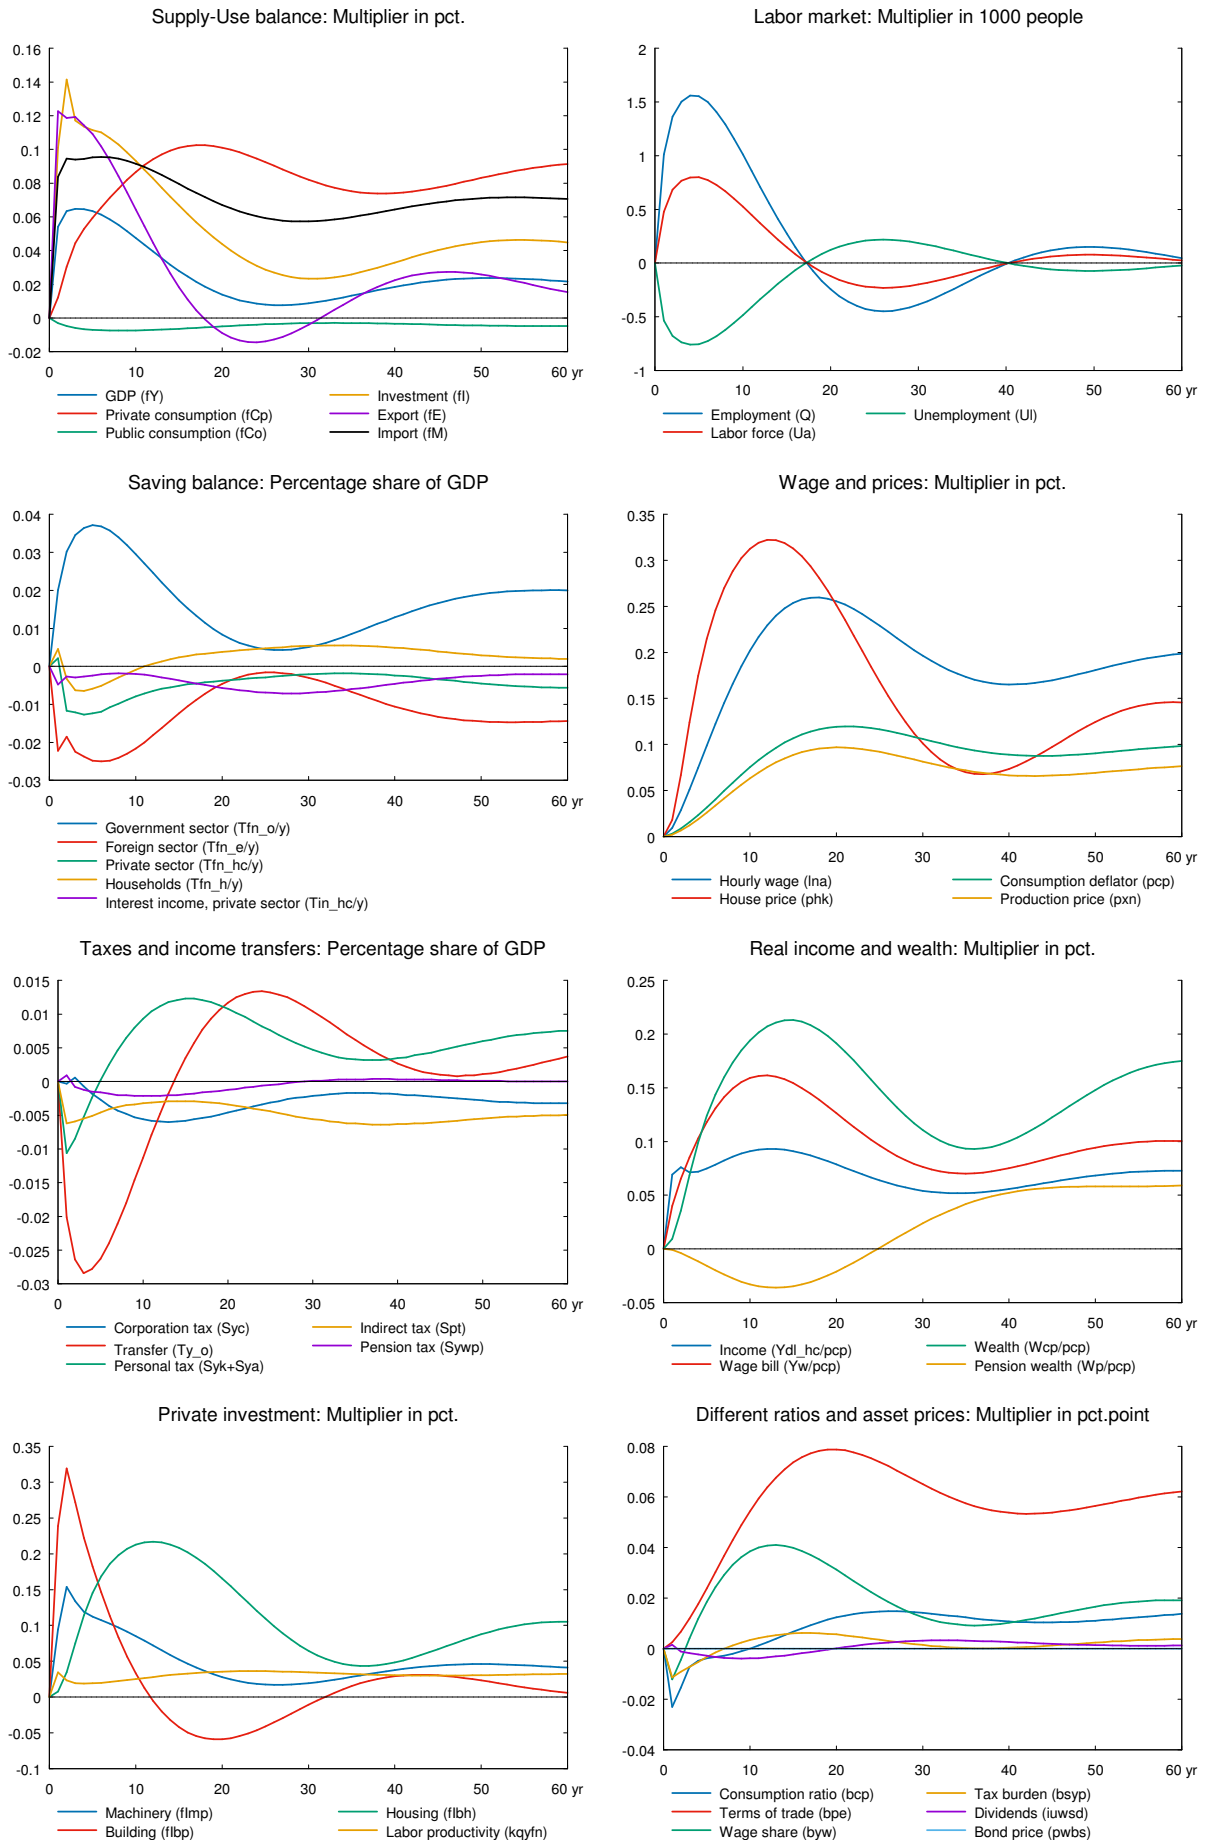 Supply-Use balance: Multiplier in pct.
0.16
0.14
0.12
0.1
0.08
0.06
0.04
0.02
0
-0.02
0 10 20 30 40 50 60 yr
GDP (fY)
Investment (fI)
Private consumption (fCp)
Export (fE)
Public consumption (fCo)
Import (fM)
Labor market: Multiplier in 1000 people
2
1.5
1
0.5
0
-0.5
-1
0 10 20 30 40 50 60 yr
Employment (Q)
Unemployment (Ul)
Labor force (Ua)
Saving balance: Percentage share of GDP
0.04
0.03
0.02
0.01
0
-0.01
-0.02
-0.03
0 10 20 30 40 50 60 yr
Government sector (Tfn_o/y)
Foreign sector (Tfn_e/y)
Private sector (Tfn_hc/y)
Households (Tfn_h/y)
Interest income, private sector (Tin_hc/y)
Wage and prices: Multiplier in pct.
0.35
0.3
0.25
0.2
0.15
0.1
0.05
0
0 10 20 30 40 50 60 yr
Hourly wage (lna)
Consumption deflator (pcp)
House price (phk)
Production price (pxn)
Taxes and income transfers: Percentage share of GDP
0.015
0.01
0.005
0
-0.005
-0.01
-0.015
-0.02
-0.025
-0.03
0 10 20 30 40 50 60 yr
Corporation tax (Syc)
Indirect tax (Spt)
Transfer (Ty_o)
Pension tax (Sywp)
Personal tax (Syk+Sya)
Real income and wealth: Multiplier in pct.
0.25
0.2
0.15
0.1
0.05
0
-0.05
0 10 20 30 40 50 60 yr
Income (Ydl_hc/pcp)
Wealth (Wcp/pcp)
Wage bill (Yw/pcp)
Pension wealth (Wp/pcp)
Private investment: Multiplier in pct.
0.35
0.3
0.25
0.2
0.15
0.1
0.05
0
-0.05
-0.1
0 10 20 30 40 50 60 yr
Machinery (fImp)
Housing (fIbh)
Building (fIbp)
Labor productivity (kqyfn)
Different ratios and asset prices: Multiplier in pct.point
0.08
0.06
0.04
0.02
0
-0.02
-0.04
0 10 20 30 40 50 60 yr
Consumption ratio (bcp)
Tax burden (bsyp)
Terms of trade (bpe)
Dividends (iuwsd)
Wage share (byw)
Bond price (pwbs)